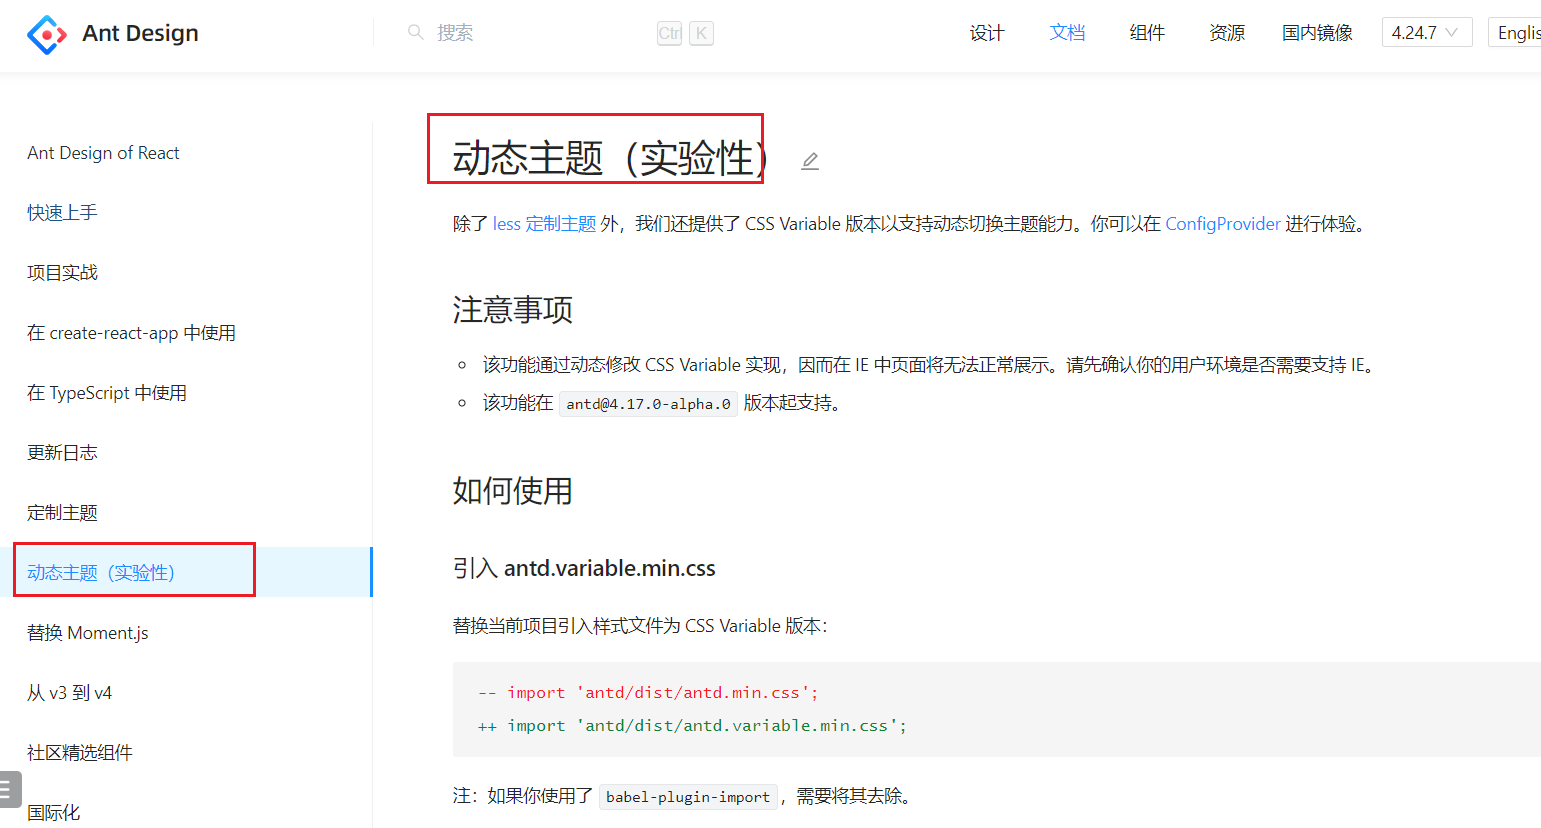 Ant Design
搜索
Ctrl K
设计
文档
组件
资源
国内镜像
4.24.7
Englis
Ant Design of React
快速上手
项目实战
在 create-react-app 中使用
在 TypeScript 中使用
更新日志
定制主题
动态主题（实验性）
替换 Moment.js
从 v3 到 v4
社区精选组件
国际化
动态主题（实验性）
除了 less 定制主题 外，我们还提供了 CSS Variable 版本以支持动态切换主题能力。你可以在 ConfigProvider 进行体验。
注意事项
该功能通过动态修改 CSS Variable 实现，因而在 IE 中页面将无法正常展示。请先确认你的用户环境是否需要支持 IE。
该功能在 antd@4.17.0-alpha.0 版本起支持。
如何使用
引入 antd.variable.min.css
替换当前项目引入样式文件为 CSS Variable 版本：
-- import 'antd/dist/antd.min.css';
++ import 'antd/dist/antd.variable.min.css';
注：如果你使用了 babel-plugin-import，需要将其去除。